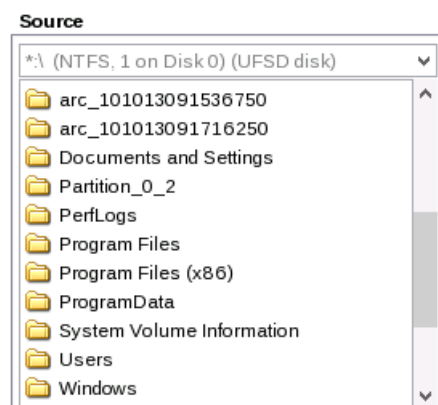 Source
*:\ (NTFS, 1 on Disk 0) (UFSD disk)
arc_101013091536750
arc_101013091716250
Documents and Settings
Partition_0_2
PerfLogs
Program Files
Program Files (x86)
ProgramData
System Volume Information
Users
Windows